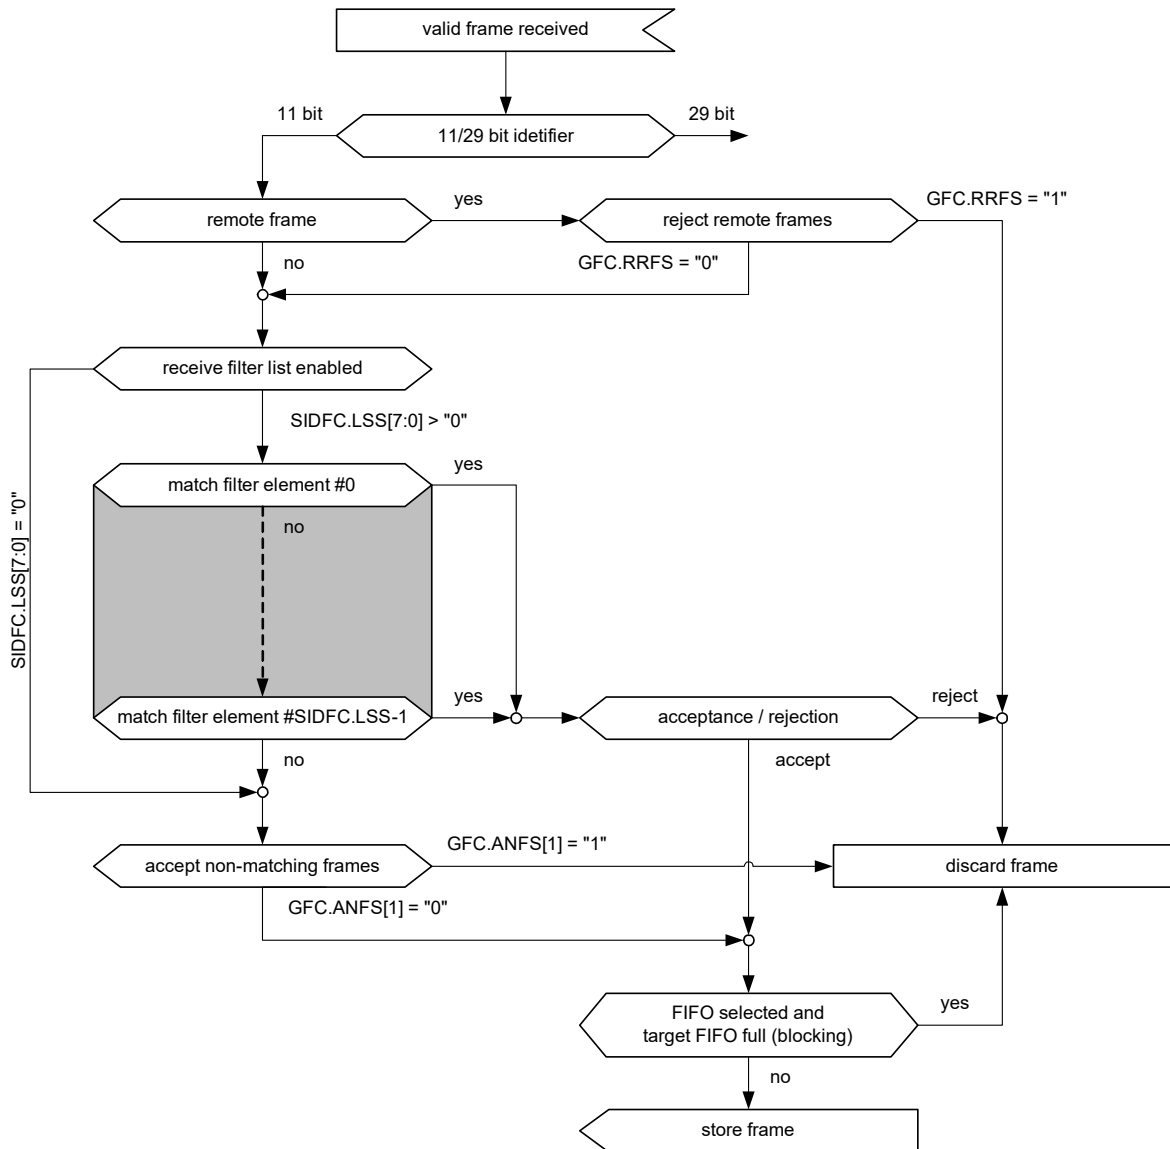 valid frame received
11 bit
29 bit
11/29 bit idetifier
GFC.RRFS = "1"
remote frame
yes
reject remote frames
no
GFC.RRFS = "0"
receive filter list enabled
SIDFC.LSS[7:0] > "0"
SIDFC.LSS[7:0] = "0"
match filter element #0
yes
no
match filter element #SIDFC.LSS-1
yes
acceptance / rejection
reject
no
accept
accept non-matching frames
GFC.ANFS[1] = "1"
discard frame
GFC.ANFS[1] = "0"
FIFO selected and
target FIFO full (blocking)
yes
no
store frame